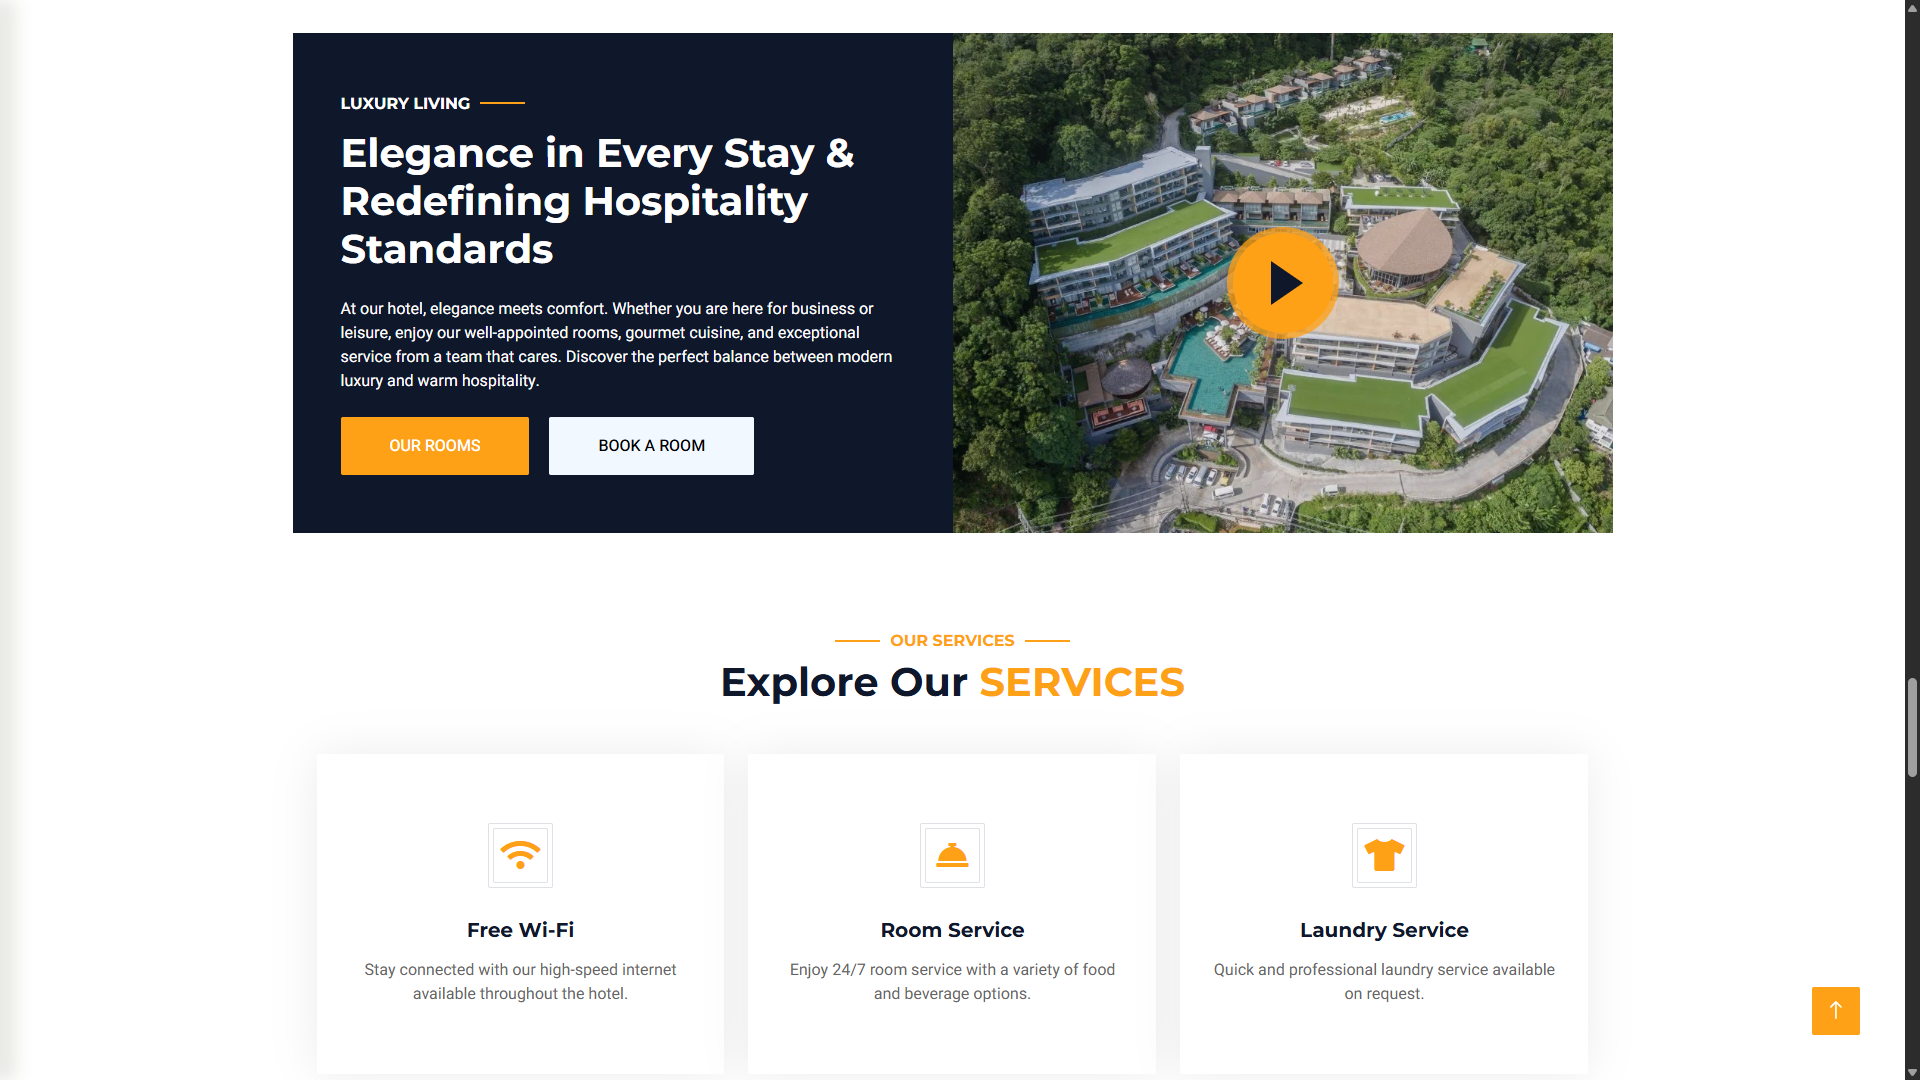 LUXURY LIVING
Elegance in Every Stay &
Redefining Hospitality
Standards
At our hotel, elegance meets comfort. Whether you are here for business or
leisure, enjoy our well-appointed rooms, gourmet cuisine, and exceptional
service from a team that cares. Discover the perfect balance between modern
luxury and warm hospitality.
OUR ROOMS
BOOK A ROOM
OUR SERVICES
Explore Our SERVICES
Free Wi-Fi
Stay connected with our high-speed internet
available throughout the hotel.
Room Service
Enjoy 24/7 room service with a variety of food
and beverage options.
Laundry Service
Quick and professional laundry service available
on request.